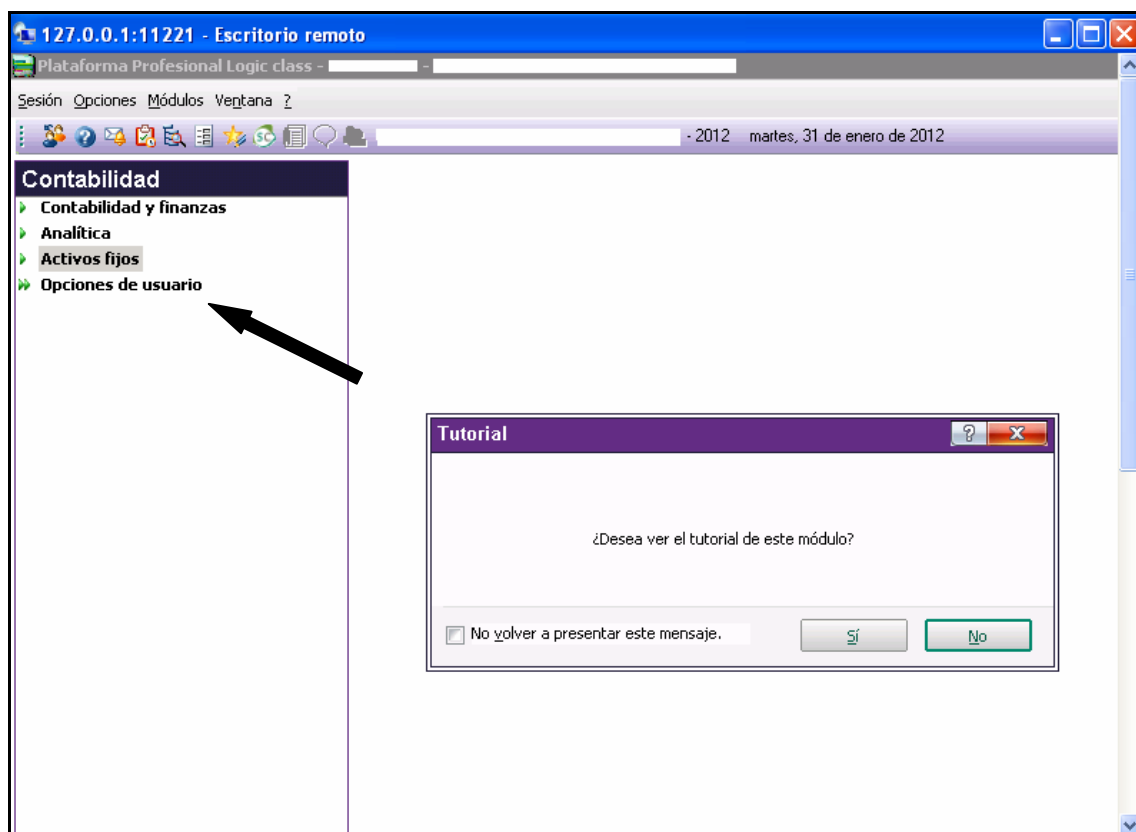 127.0.0.1:11221 - Escritorio remoto
Plataforma Profesional Logic class - -
Sesión Opciones Módulos Ventana ?
SC - 2012 martes, 31 de enero de 2012
Contabilidad
Contabilidad y finanzas
Analítica
Activos fijos
Opciones de usuario
Tutorial ?
¿Desea ver el tutorial de este módulo?
No volver a presentar este mensaje. Sí No